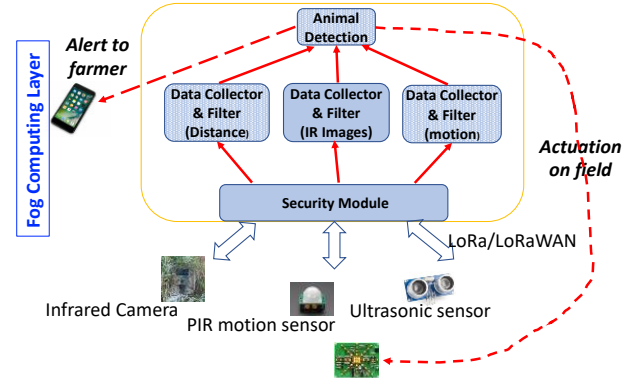 Animal
Detection
Alert to
farmer
Fog Computing Layer
Data Collector
& Filter
(Distance)
Data Collector
& Filter
(IR Images)
Data Collector
& Filter
(motion)
Actuation
on field
Security Module
LoRa/LoRaWAN
Infrared Camera
PIR motion sensor
Ultrasonic sensor